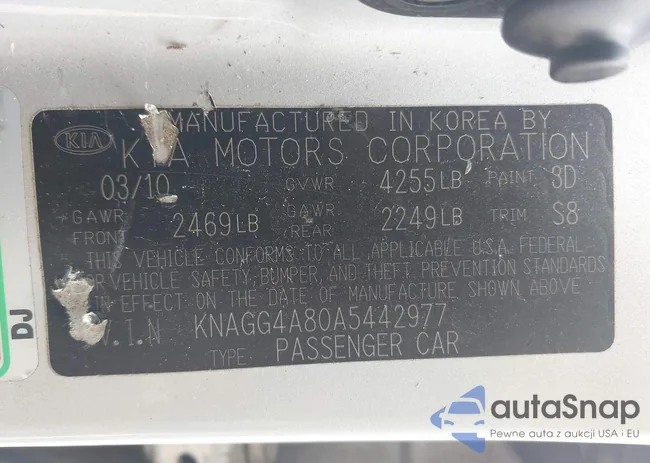 MANUFACTURED IN KOREA BY
KIA
KIA MOTORS CORPORATION
03/10 GVWR 4255LB PAINT 3D
GAWR FRONT 2469LB GAWR REAR 2249LB TRIM S8
THIS VEHICLE CONFORMS TO ALL APPLICABLE U.S.A. FEDERAL
VEHICLE SAFETY, BUMPER, AND THEFT PREVENTION STANDARDS
IN EFFECT ON THE DATE OF MANUFACTURE SHOWN ABOVE
V.I.N KNAGG4A80A5442977
TYPE: PASSENGER CAR
DJ
autoSnap
Pewne auta z aukcji USA i EU